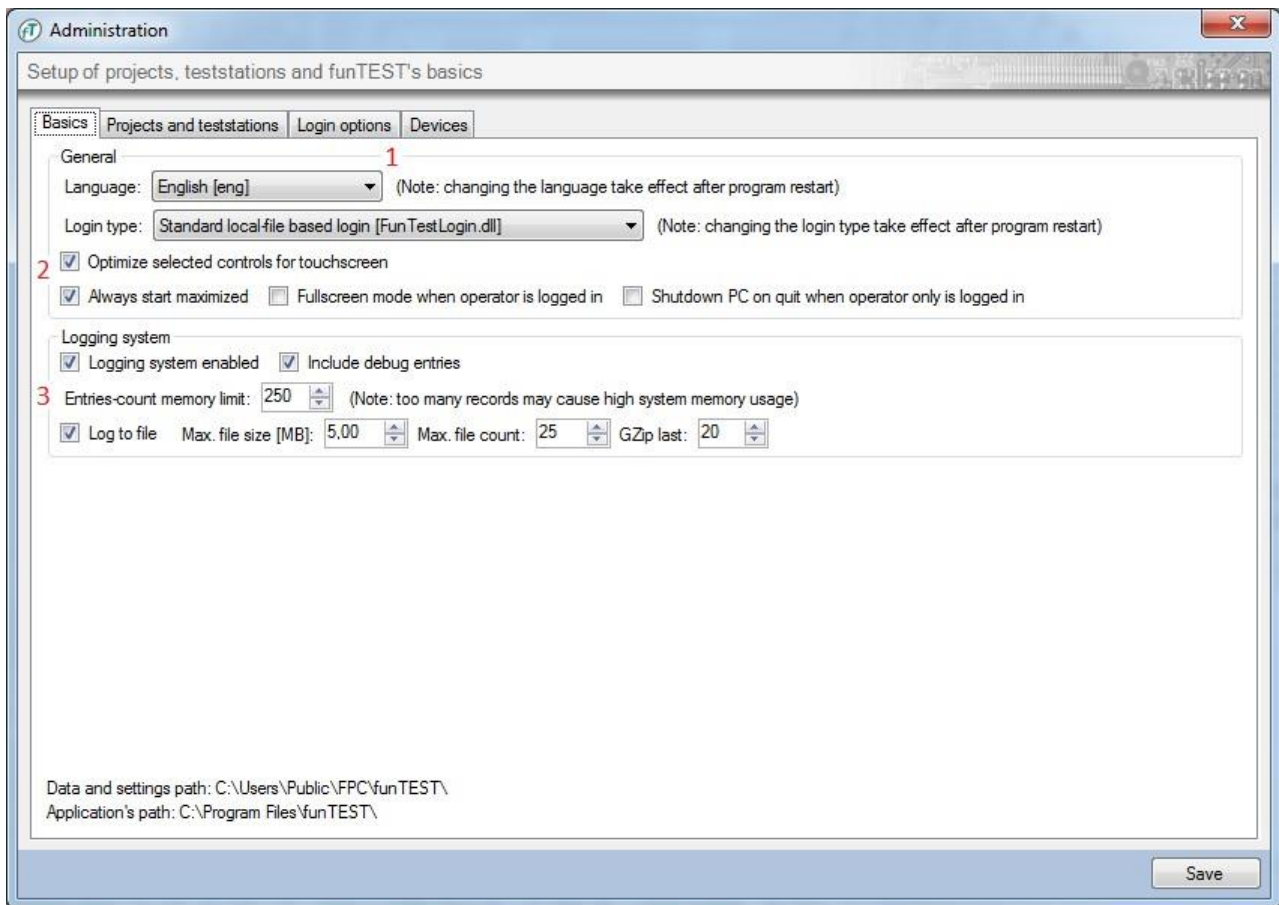 fT Administration
Setup of projects, teststations and funTEST's basics
Basics Projects and teststations Login options Devices
General 1
Language: English [eng] (Note: changing the language take effect after program restart)
Login type: Standard local-file based login [FunTestLogin.dll] (Note: changing the login type take effect after program restart)
2 Optimize selected controls for touchscreen
Always start maximized Fullscreen mode when operator is logged in Shutdown PC on quit when operator only is logged in
Logging system
Logging system enabled Include debug entries
3 Entries-count memory limit: 250 (Note: too many records may cause high system memory usage)
Log to file Max. file size [MB]: 5,00 Max. file count: 25 GZip last: 20
Data and settings path: C:\Users\Public\FPC\funTEST\
Application's path: C:\Program Files\funTEST\
Save